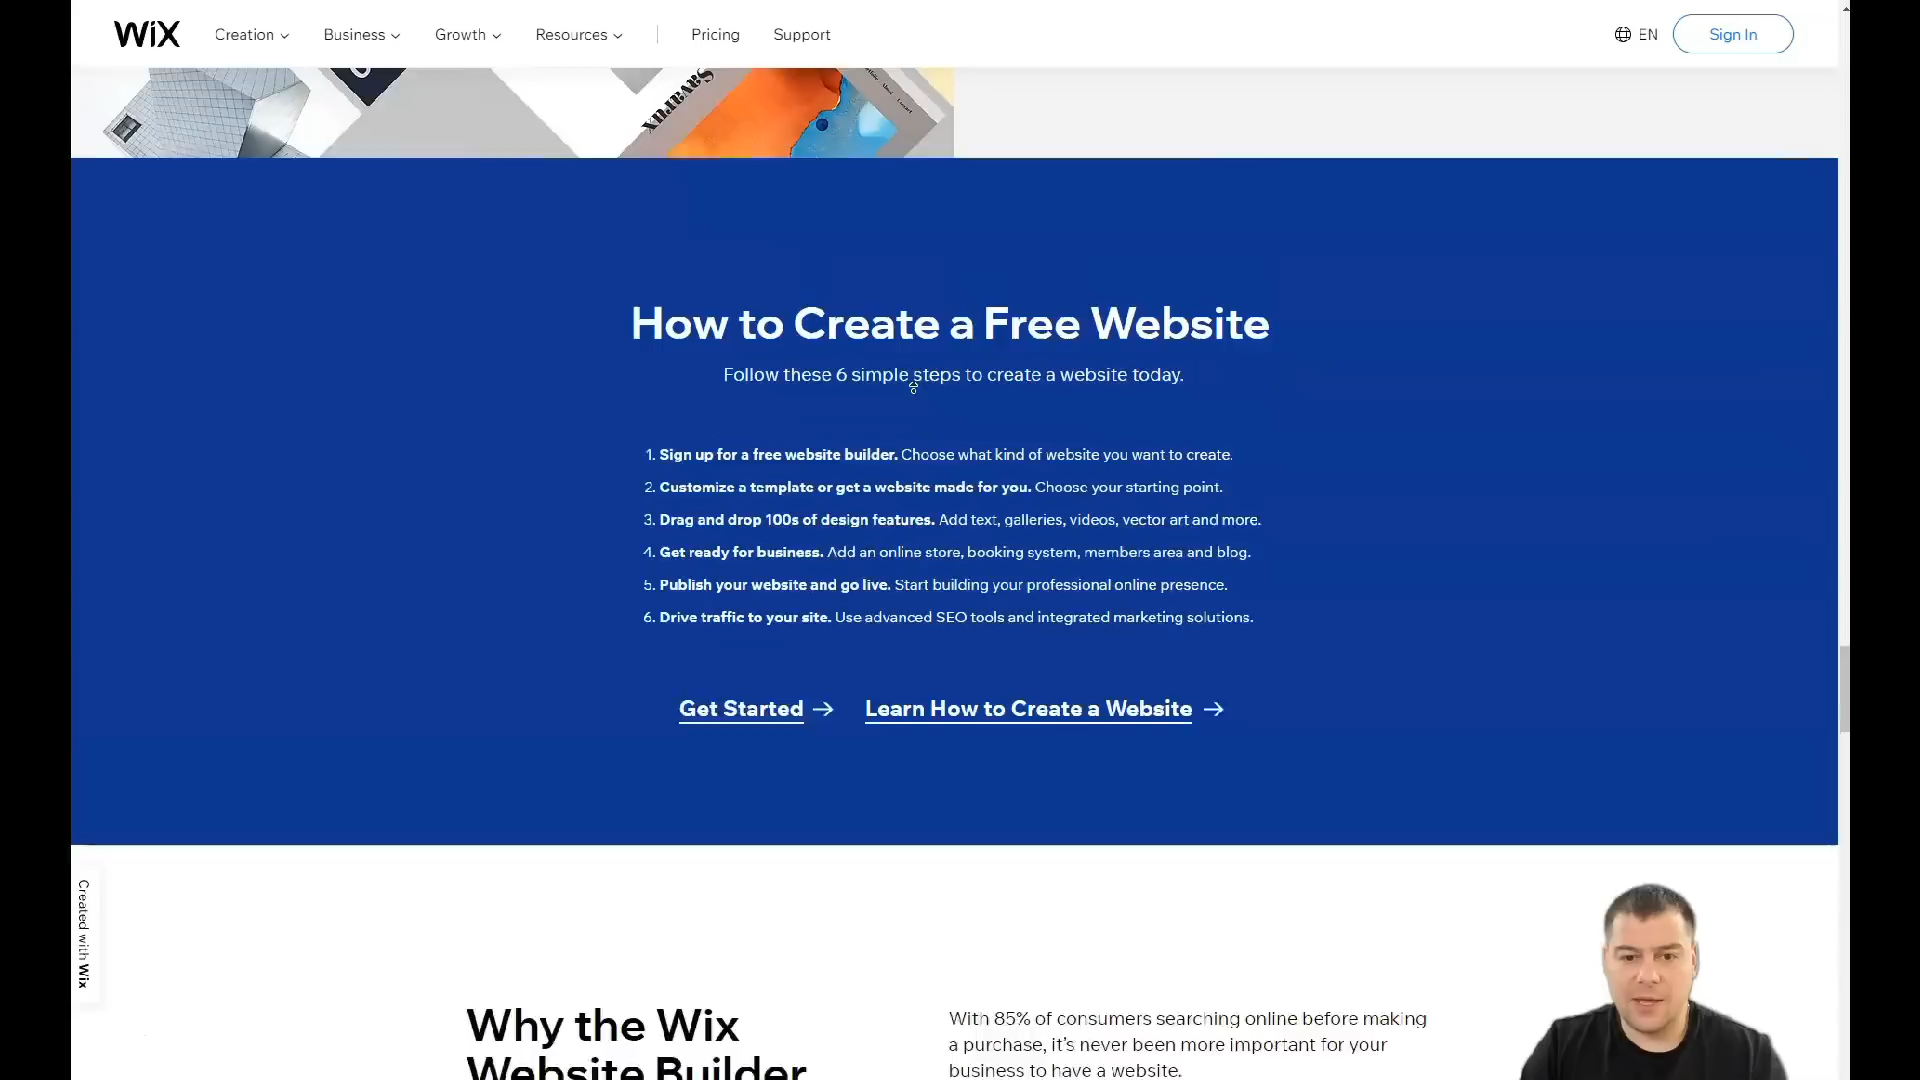 WiX Creation Business Growth Resources Pricing Support EN Sign In
Savarux
How to Create a Free Website
Follow these 6 simple steps to create a website today.
1. Sign up for a free website builder. Choose what kind of website you want to create.
2. Customize a template or get a website made for you. Choose your starting point.
3. Drag and drop 100s of design features. Add text, galleries, videos, vector art and more.
4. Get ready for business. Add an online store, booking system, members area and blog.
5. Publish your website and go live. Start building your professional online presence.
6. Drive traffic to your site. Use advanced SEO tools and integrated marketing solutions.
Get Started → Learn How to Create a Website →
Created with Wix
Why the Wix
Website Builder
With 85% of consumers searching online before making
a purchase, it's never been more important for your
business to have a website.